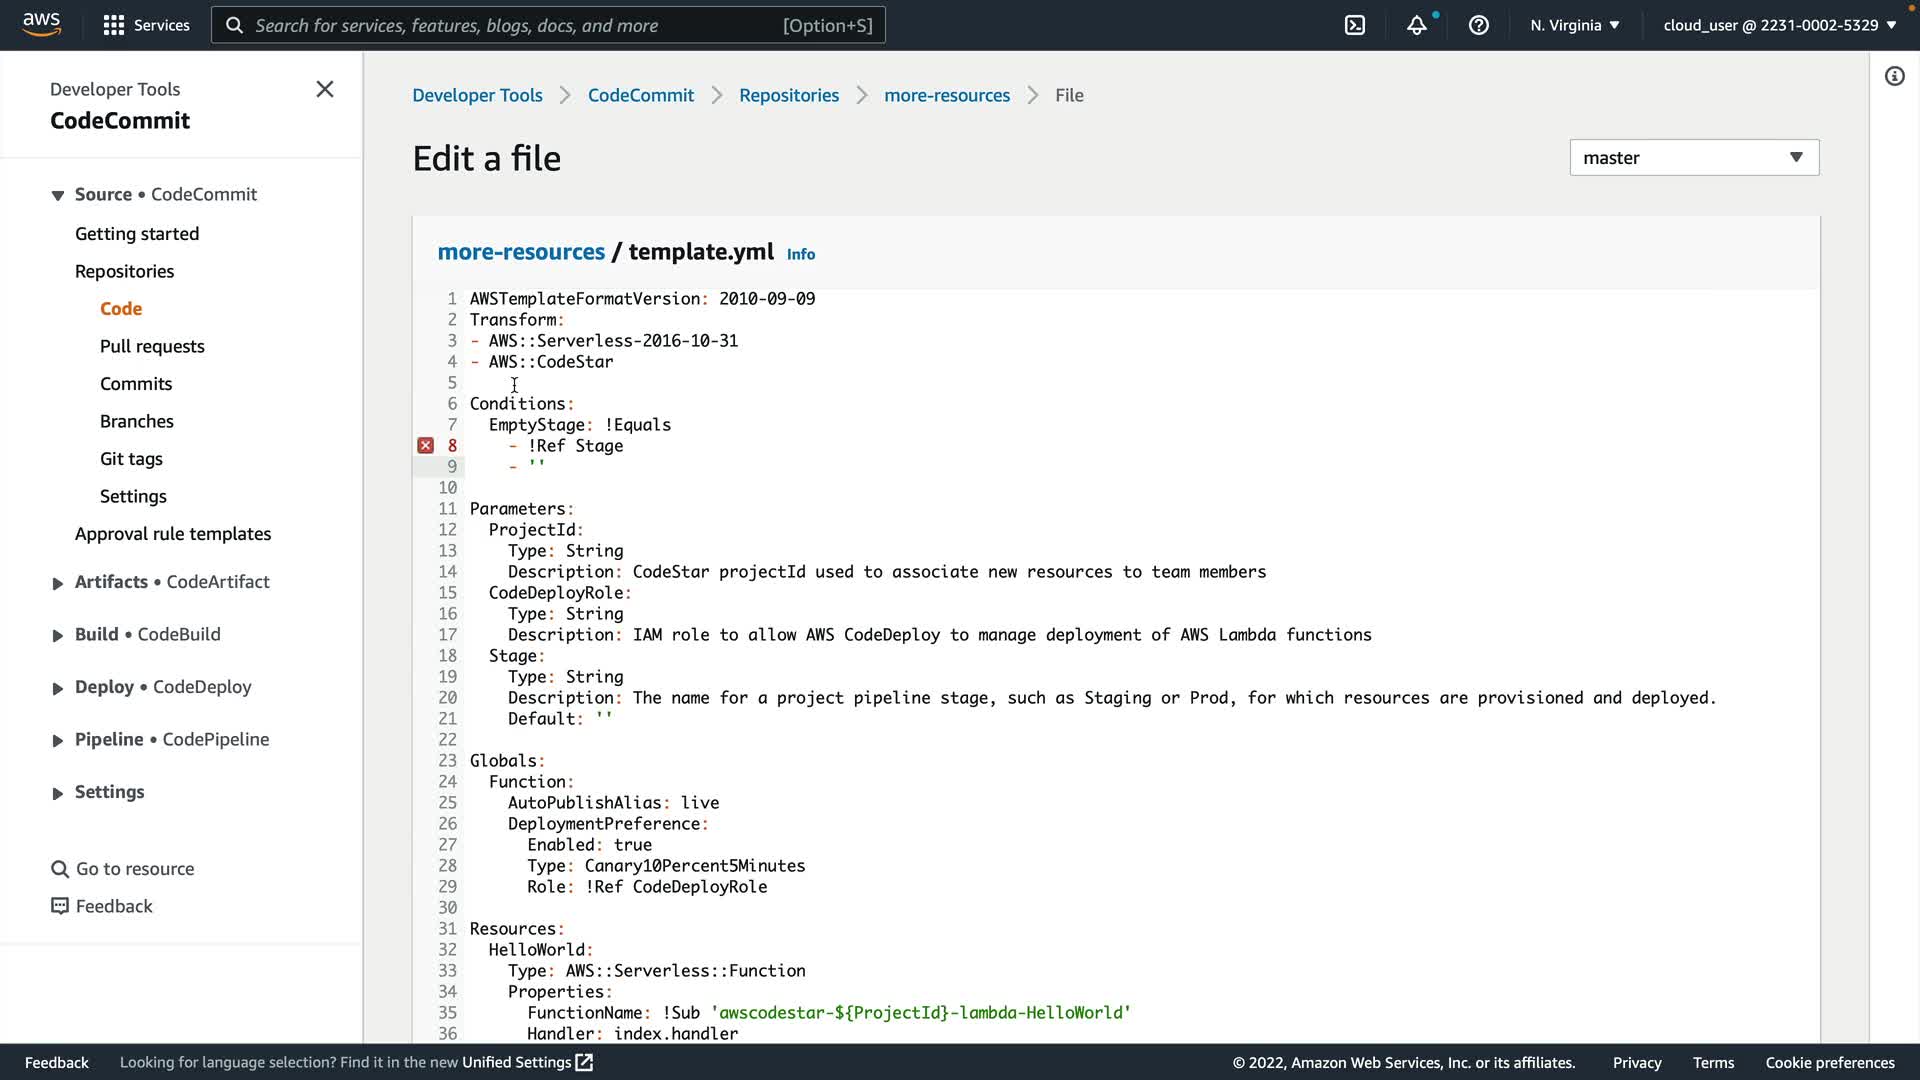 aws
Services
Search for services, features, blogs, docs, and more
[Option+S]
N. Virginia
cloud_user @ 2231-0002-5329
Developer Tools
CodeCommit
Source • CodeCommit
Getting started
Repositories
Code
Pull requests
Commits
Branches
Git tags
Settings
Approval rule templates
Artifacts • CodeArtifact
Build • CodeBuild
Deploy • CodeDeploy
Pipeline • CodePipeline
Settings
Go to resource
Feedback
Developer Tools > CodeCommit > Repositories > more-resources > File
Edit a file
master
more-resources / template.yml Info
1 AWSTemplateFormatVersion: 2010-09-09
2 Transform:
3 - AWS::Serverless-2016-10-31
4 - AWS::CodeStar
5
6 Conditions:
7   EmptyStage: !Equals
8     - !Ref Stage
9     - ''
10
11 Parameters:
12   ProjectId:
13     Type: String
14     Description: CodeStar projectId used to associate new resources to team members
15   CodeDeployRole:
16     Type: String
17     Description: IAM role to allow AWS CodeDeploy to manage deployment of AWS Lambda functions
18   Stage:
19     Type: String
20     Description: The name for a project pipeline stage, such as Staging or Prod, for which resources are provisioned and deployed.
21     Default: ''
22
23 Globals:
24   Function:
25     AutoPublishAlias: live
26     DeploymentPreference:
27       Enabled: true
28       Type: Canary10Percent5Minutes
29       Role: !Ref CodeDeployRole
30
31 Resources:
32   HelloWorld:
33     Type: AWS::Serverless::Function
34     Properties:
35       FunctionName: !Sub 'awscodestar-${ProjectId}-lambda-HelloWorld'
36       Handler: index.handler
Feedback
Looking for language selection? Find it in the new Unified Settings
© 2022, Amazon Web Services, Inc. or its affiliates.
Privacy
Terms
Cookie preferences